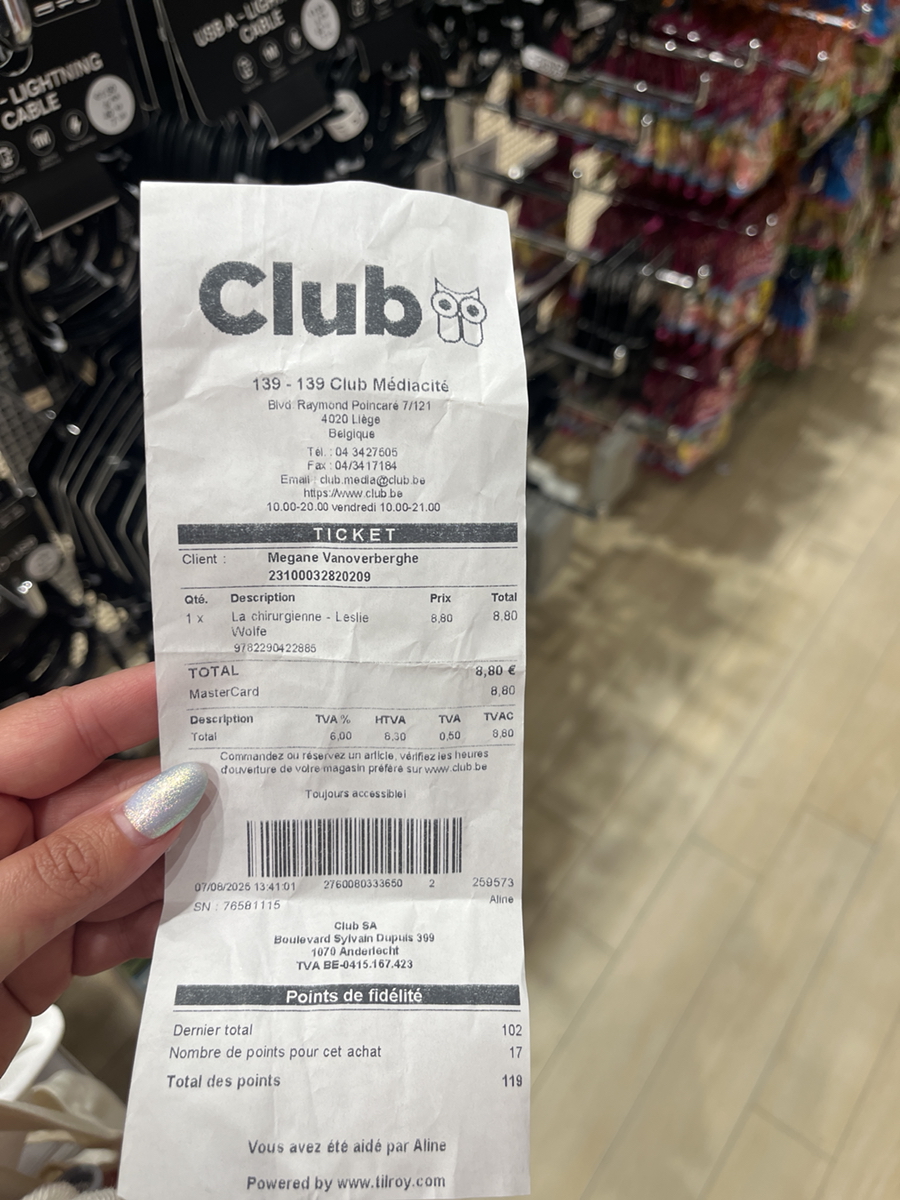 USB A - LIGHTNING
CABLE
- LIGHTNING
CABLE
Club
139 - 139 Club Médiacité
Blvd. Raymond Poincaré 7/121
4020 Liège
Belgique
Tél. : 04 3427505
Fax : 04/3417184
Email : club.media@club.be
https://www.club.be
10.00-20.00 vendredi 10.00-21.00
TICKET
Client : Megane Vanoverberghe
23100032820209
Qté. Description Prix Total
1 x La chirurgienne - Leslie 8,80 8,80
Wolfe
9782290422885
TOTAL 8,80 €
MasterCard 8,80
Description TVA % HTVA TVA TVAC
Total 6,00 8,30 0,50 8,80
Commandez ou réservez un article, vérifiez les heures
d'ouverture de votre magasin préféré sur www.club.be
Toujours accessible!
07/08/2025 13:41:01 2760080333650 2 259573
SN : 76581115 Aline
Club SA
Boulevard Sylvain Dupuis 399
1070 Anderlecht
TVA BE-0415.167.423
Points de fidélité
Dernier total 102
Nombre de points pour cet achat 17
Total des points 119
Vous avez été aidé par Aline
Powered by www.tilroy.com